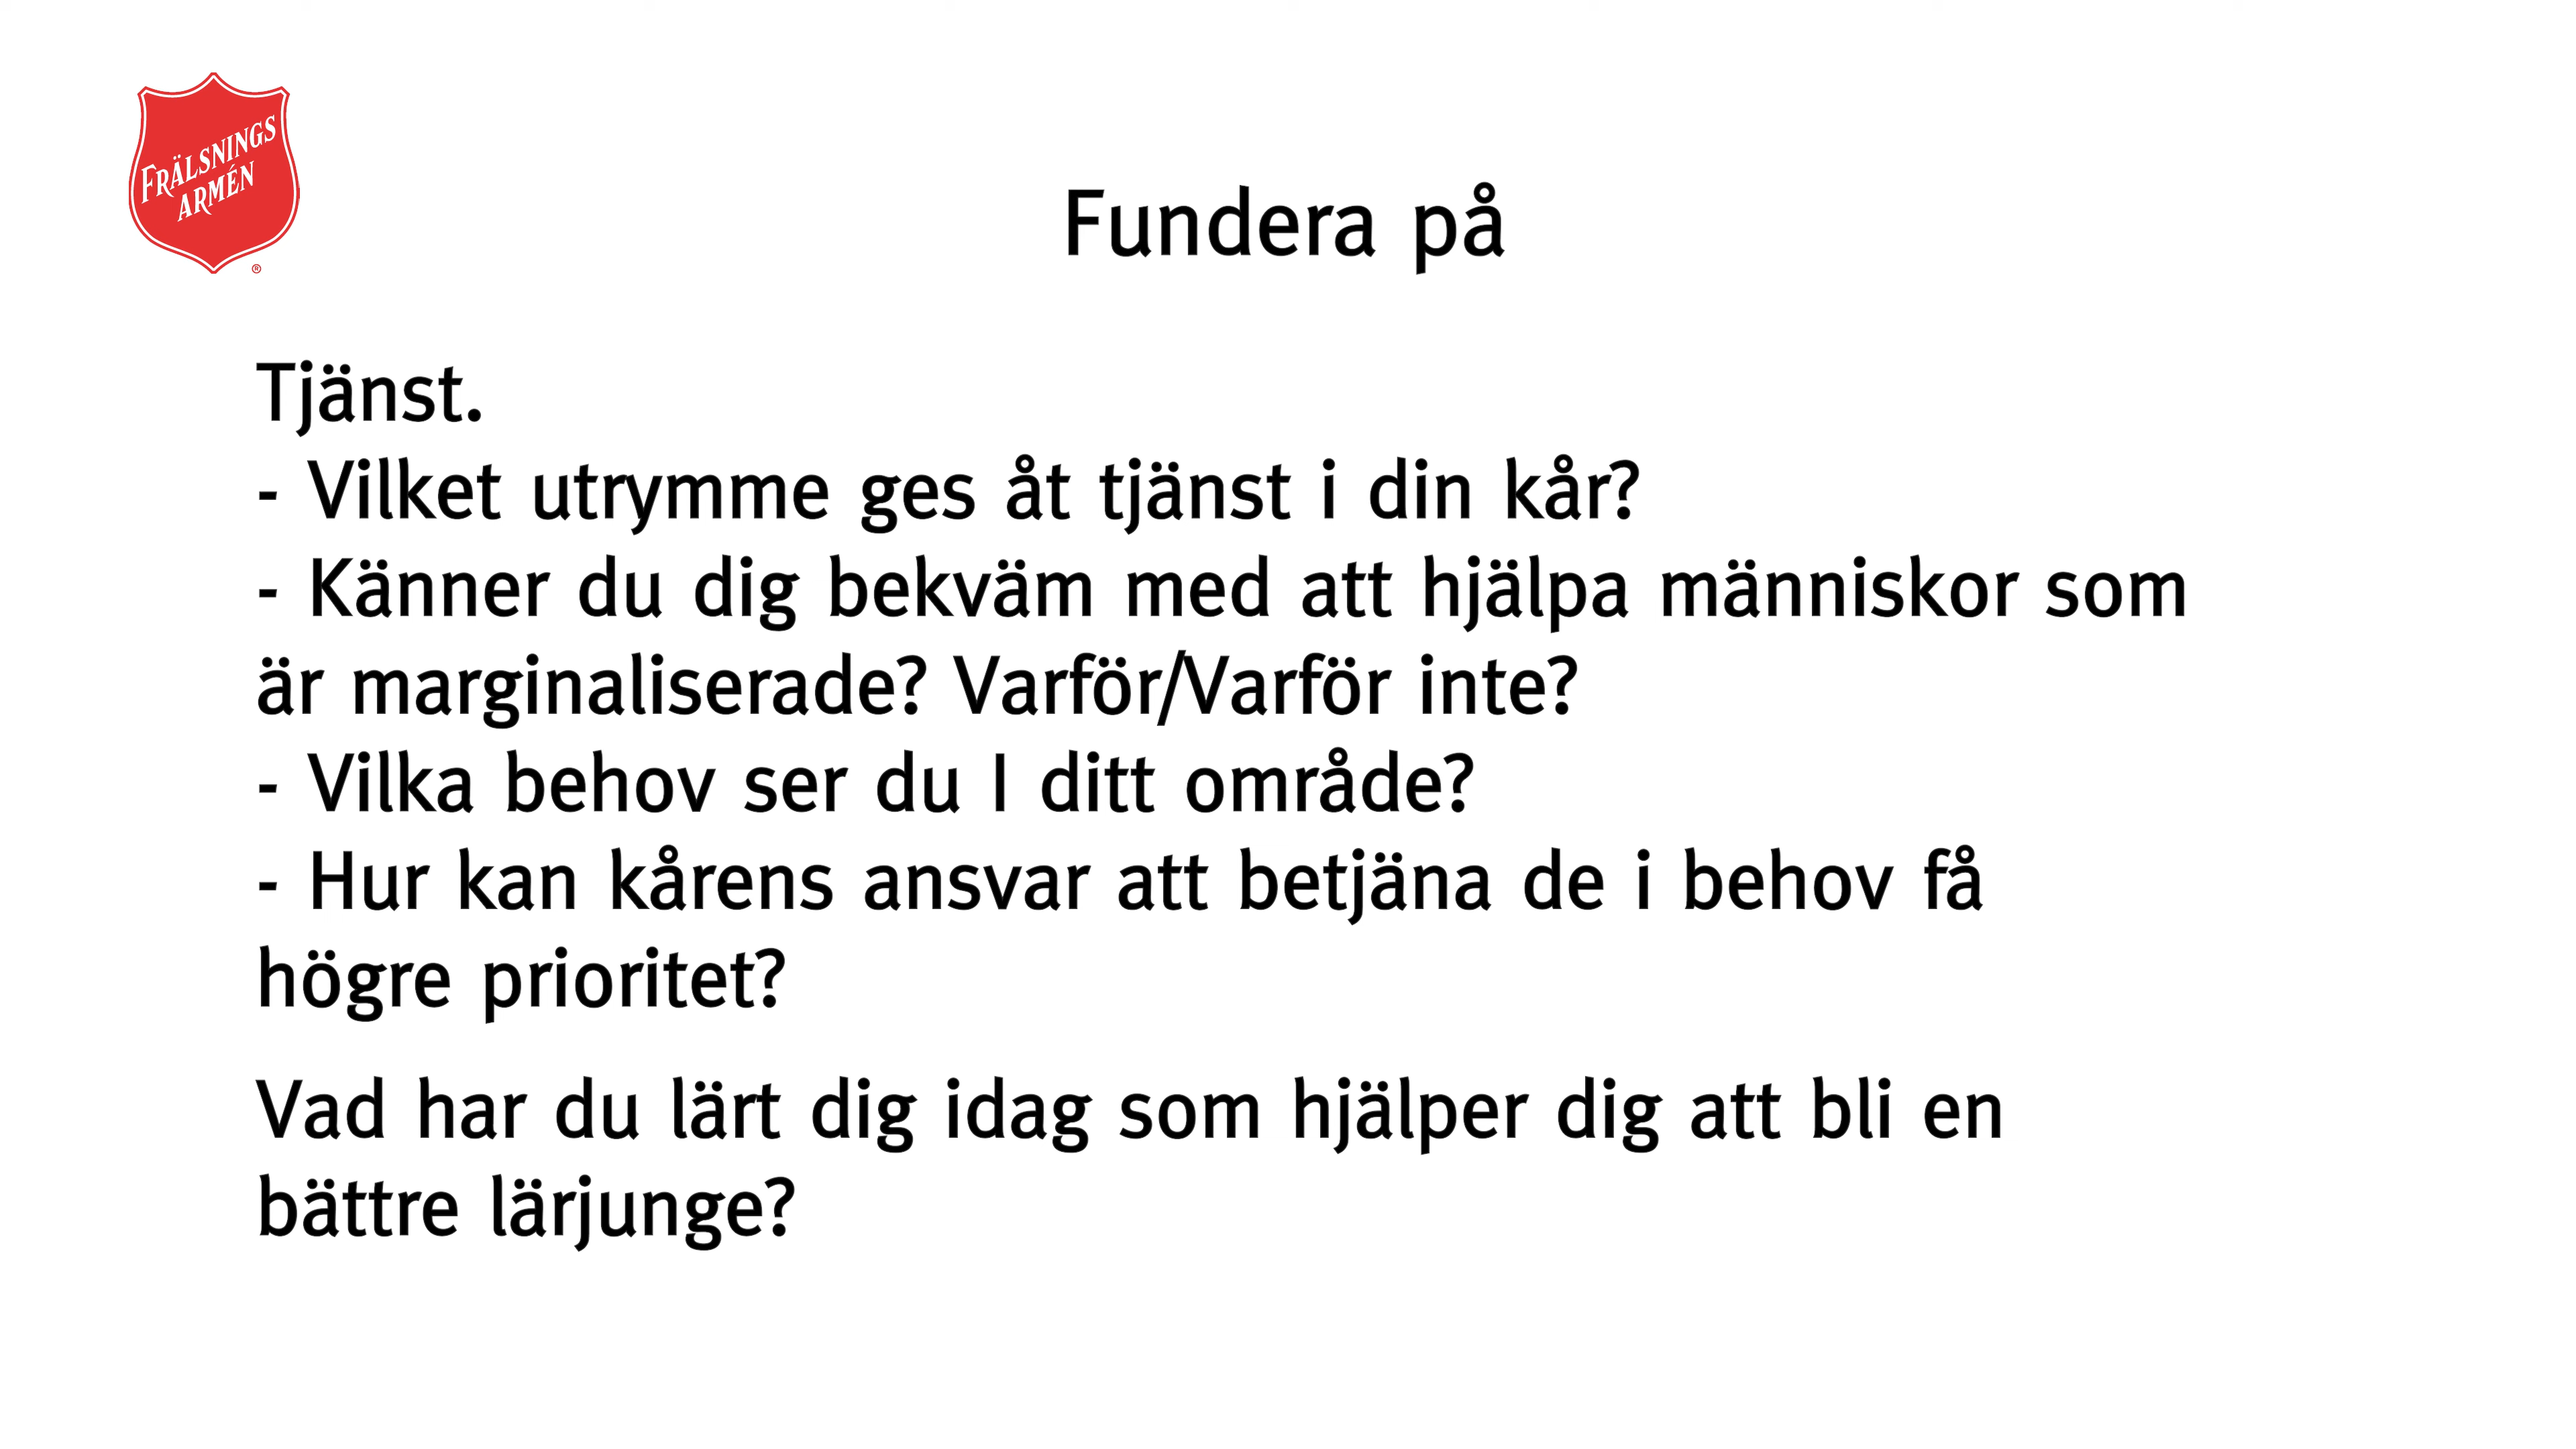 FRÄLSNINGS
ARMÉN
®
Fundera på
Tjänst.
- Vilket utrymme ges åt tjänst i din kår?
- Känner du dig bekväm med att hjälpa människor som
är marginaliserade? Varför/Varför inte?
- Vilka behov ser du I ditt område?
- Hur kan kårens ansvar att betjäna de i behov få
högre prioritet?
Vad har du lärt dig idag som hjälper dig att bli en
bättre lärjunge?